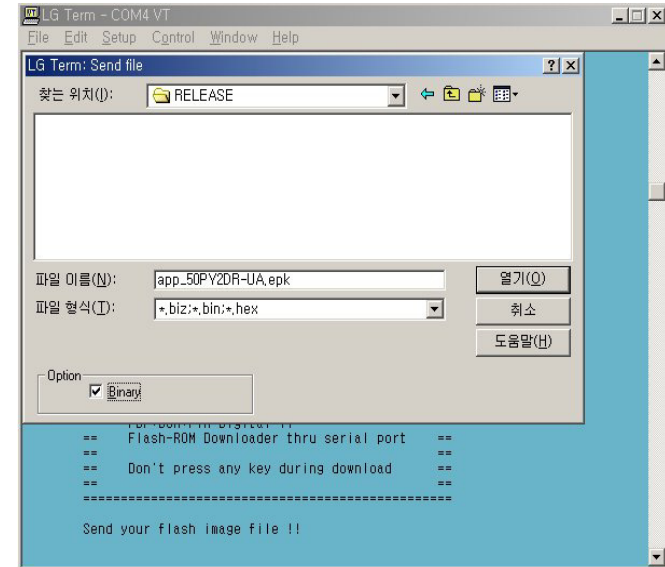 LG Term - COM4 VT
File Edit Setup Control Window Help
LG Term: Send file
찾는 위치(J): RELEASE
파일 이름(N): app_50PY2DR-UA.epk 열기(O)
파일 형식(T): *.biz;*.bin;*.hex 취소
도움말(H)
Option
Binary
== Flash-ROM Downloader thru serial port ==
== ==
== Don't press any key during download ==
== ==
================================================
Send your flash image file !!